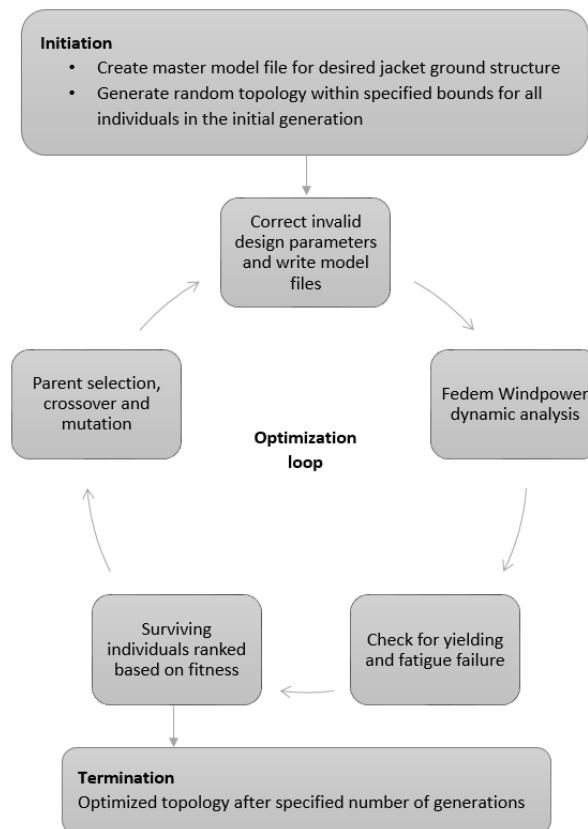 Initiation
• Create master model file for desired jacket ground structure
• Generate random topology within specified bounds for all
individuals in the initial generation
Correct invalid
design parameters
and write model
files
Parent selection,
crossover and
mutation
Fedem Windpower
dynamic analysis
Optimization
loop
Surviving
individuals ranked
based on fitness
Check for yielding
and fatigue failure
Termination
Optimized topology after specified number of generations